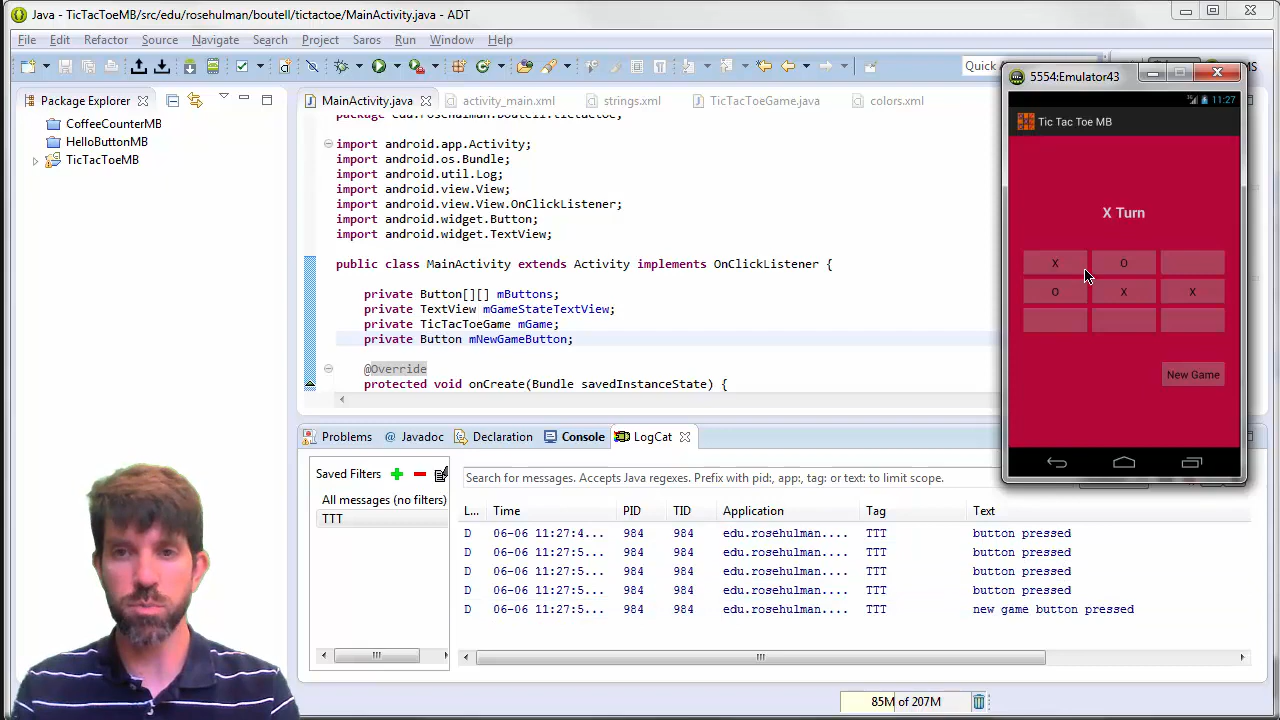 Java - TicTacToeMB/src/edu/rosehulman/boutell/tictactoe/MainActivity.java - ADT
File Edit Refactor Source Navigate Search Project Saros Run Window Help
Quick
Package Explorer
CoffeeCounterMB
HelloButtonMB
TicTacToeMB
MainActivity.java activity_main.xml strings.xml TicTacToeGame.java colors.xml
package edu.rosehulman.boutell.tictactoe;
import android.app.Activity;
import android.os.Bundle;
import android.util.Log;
import android.view.View;
import android.view.View.OnClickListener;
import android.widget.Button;
import android.widget.TextView;
public class MainActivity extends Activity implements OnClickListener {
private Button[][] mButtons;
private TextView mGameStateTextView;
private TicTacToeGame mGame;
private Button mNewGameButton;
@Override
protected void onCreate(Bundle savedInstanceState) {
5554:Emulator43
11:27
Tic Tac Toe MB
X Turn
X O
O X X
New Game
Problems Javadoc Declaration Console LogCat
Saved Filters
All messages (no filters)
TTT
Search for messages. Accepts Java regexes. Prefix with pid:, app:, tag: or text: to limit scope.
L... Time PID TID Application Tag Text
D 06-06 11:27:4... 984 984 edu.rosehulman.... TTT button pressed
D 06-06 11:27:5... 984 984 edu.rosehulman.... TTT button pressed
D 06-06 11:27:5... 984 984 edu.rosehulman.... TTT button pressed
D 06-06 11:27:5... 984 984 edu.rosehulman.... TTT button pressed
D 06-06 11:27:5... 984 984 edu.rosehulman.... TTT new game button pressed
85M of 207M